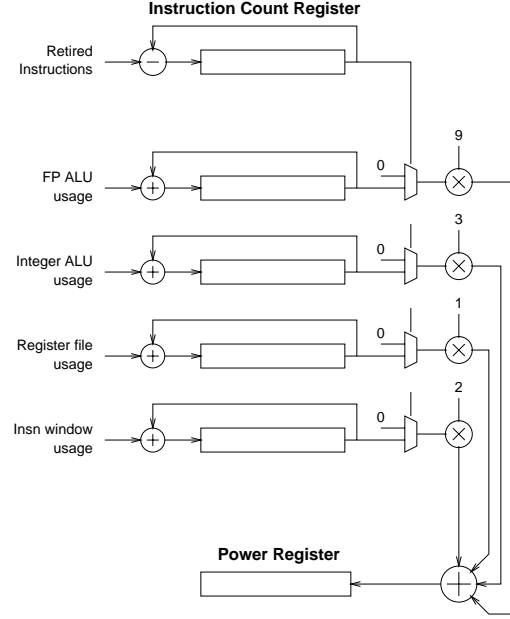 Instruction Count Register
Retired
Instructions
−
9
0
FP ALU
usage
+
×
3
0
Integer ALU
usage
+
×
1
0
Register file
usage
+
×
2
0
Insn window
usage
+
×
Power Register
+